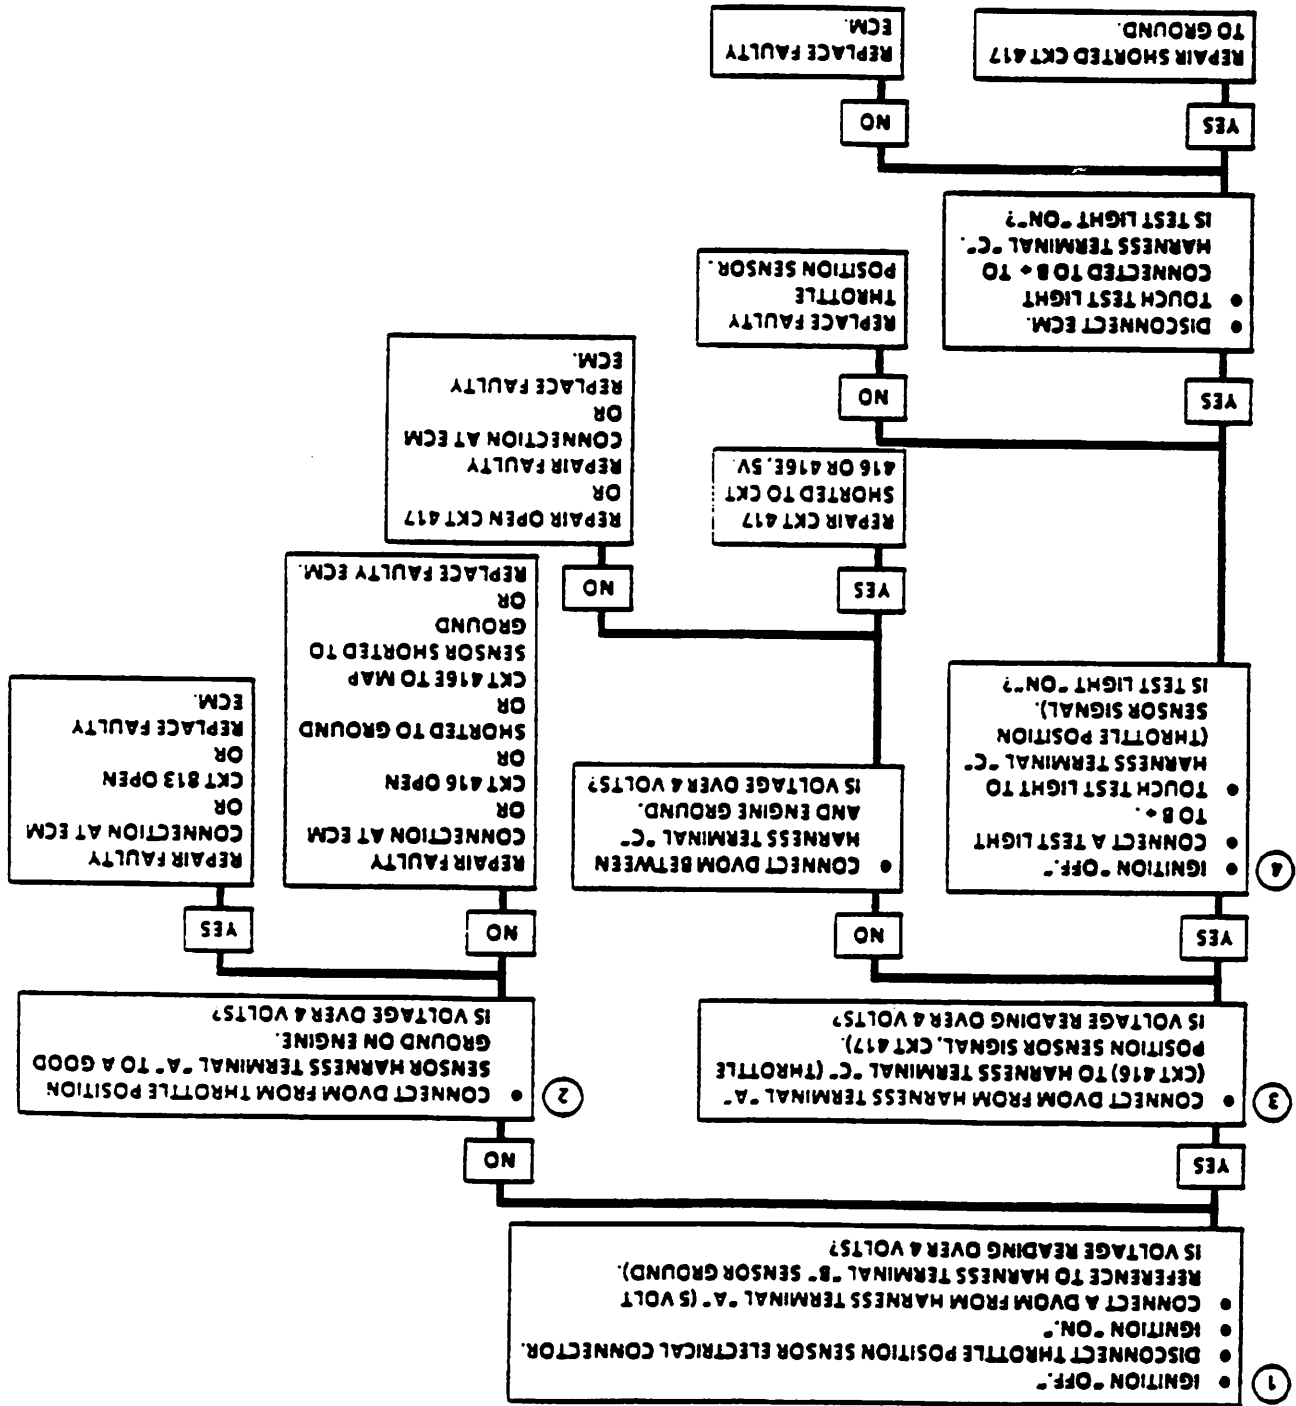 1
• IGNITION "OFF."
• DISCONNECT THROTTLE POSITION SENSOR ELECTRICAL CONNECTOR.
• IGNITION "ON."
• CONNECT A DVOM FROM HARNESS TERMINAL "A" (5 VOLT
REFERENCE TO HARNESS TERMINAL "B" SENSOR GROUND).
IS VOLTAGE READING OVER 4 VOLTS?
YES
NO
3
• CONNECT DVOM FROM HARNESS TERMINAL "A"
(CKT 416) TO HARNESS TERMINAL "C" (THROTTLE
POSITION SENSOR SIGNAL, CKT 417).
IS VOLTAGE READING OVER 4 VOLTS?
2
• CONNECT DVOM FROM THROTTLE POSITION
SENSOR HARNESS TERMINAL "A" TO A GOOD
GROUND ON ENGINE.
IS VOLTAGE OVER 4 VOLTS?
YES
NO
NO
YES
4
• IGNITION "OFF."
• CONNECT A TEST LIGHT
TO B +.
• TOUCH TEST LIGHT TO
HARNESS TERMINAL "C"
(THROTTLE POSITION
SENSOR SIGNAL).
IS TEST LIGHT "ON"?
• CONNECT DVOM BETWEEN
HARNESS TERMINAL "C"
AND ENGINE GROUND.
IS VOLTAGE OVER 4 VOLTS?
REPAIR FAULTY
CONNECTION AT ECM
OR
CKT 416 OPEN
OR
SHORTED TO GROUND
OR
CKT 416E TO MAP
SENSOR SHORTED TO
GROUND
OR
REPLACE FAULTY ECM.
REPAIR FAULTY
CONNECTION AT ECM
OR
CKT 813 OPEN
OR
REPLACE FAULTY
ECM.
YES
NO
REPAIR CKT 417
SHORTED TO CKT
416 OR 416E, 5V.
REPAIR OPEN CKT 417
OR
REPAIR FAULTY
CONNECTION AT ECM
OR
REPLACE FAULTY
ECM.
YES
NO
• DISCONNECT ECM.
• TOUCH TEST LIGHT
CONNECTED TO B + TO
HARNESS TERMINAL "C".
IS TEST LIGHT "ON"?
REPLACE FAULTY
THROTTLE
POSITION SENSOR.
YES
NO
REPAIR SHORTED CKT 417
TO GROUND.
REPLACE FAULTY
ECM.